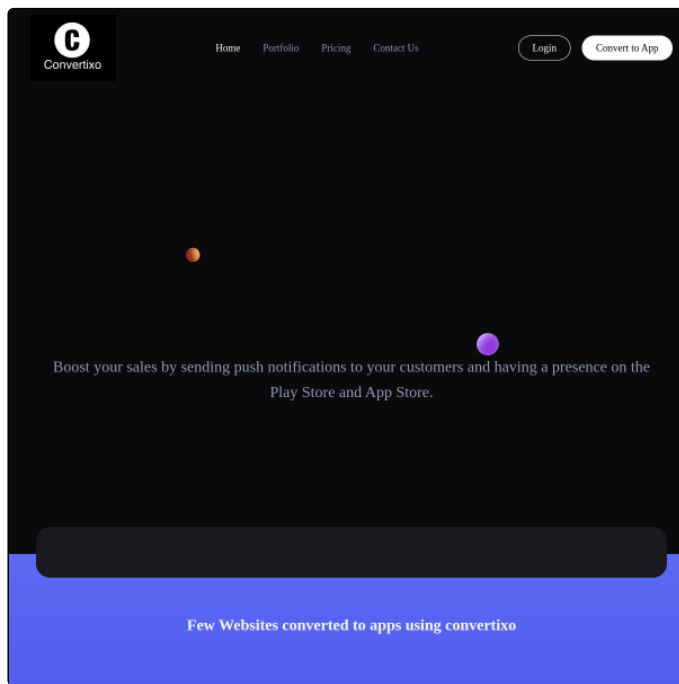 C
Convertixo
Home
Portfolio
Pricing
Contact Us
Login
Convert to App
Boost your sales by sending push notifications to your customers and having a presence on the
Play Store and App Store.
Few Websites converted to apps using convertixo